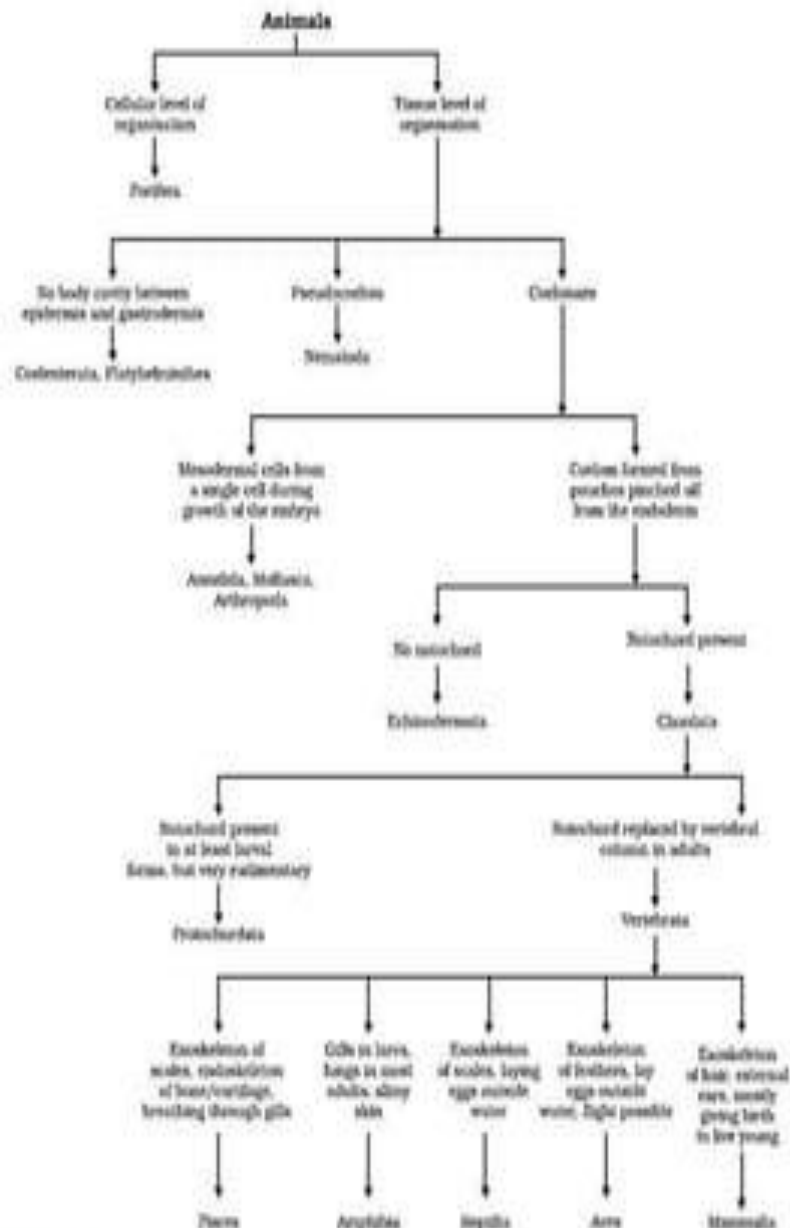 Animals
Cellular level of
organisation
Tissue level of
organisation
Porifera
No body cavity between
epidermis and gastrodermis
Pseudocoelom
Coelomate
Coelenterata, Platyhelminthes
Nematoda
Mesodermal cells from
a single cell during
growth of the embryo
Coelom formed from
pouches pinched off
from the endoderm
Annelida, Mollusca,
Arthropoda
No notochord
Notochord present
Echinodermata
Chordata
Notochord present
in at least larval
forms, but very rudimentary
Notochord replaced by vertebral
column in adults
Protochordata
Vertebrata
Exoskeleton of
scales, endoskeleton
of bone/cartilage,
breathing through gills
Gills in larva,
lungs in most
adults, slimy
skin
Exoskeleton
of scales, laying
eggs outside
water
Exoskeleton
of feathers, lay
eggs outside
water, flight possible
Exoskeleton
of hair, external
ears, mostly
giving birth
to live young
Pisces
Amphibia
Reptilia
Aves
Mammalia